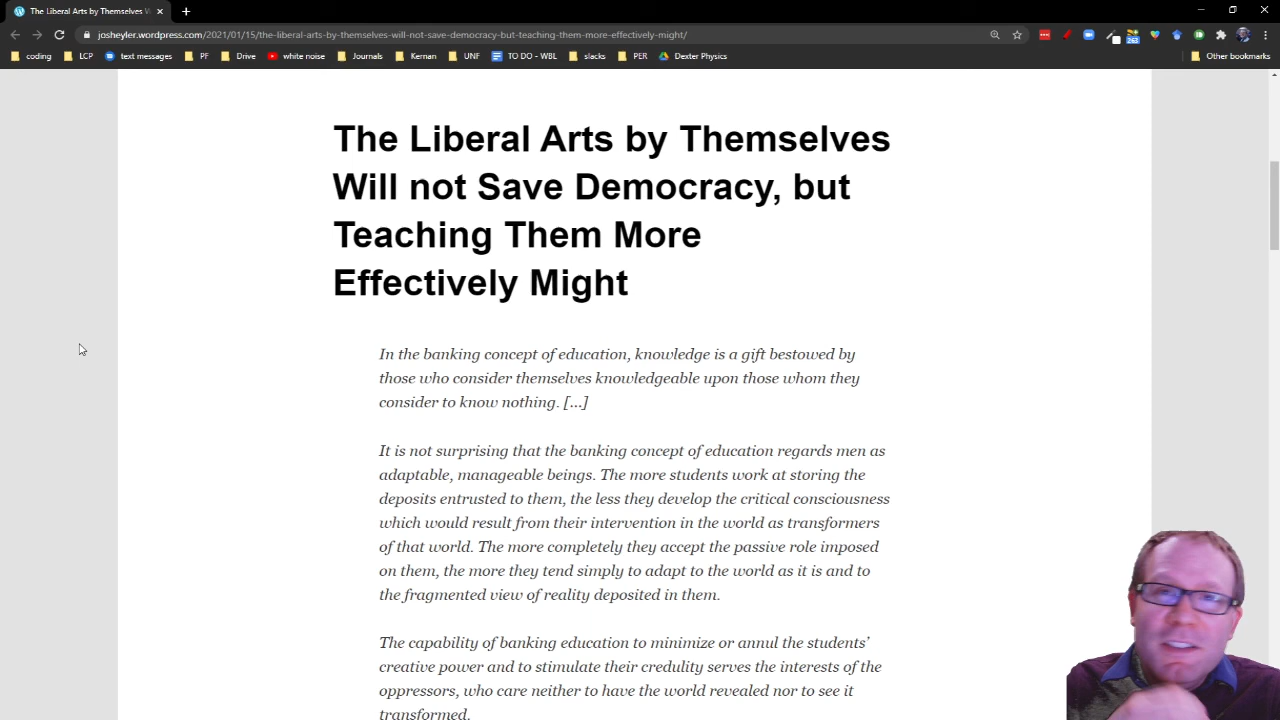 The Liberal Arts by Themselves W
josheyler.wordpress.com/2021/01/15/the-liberal-arts-by-themselves-will-not-save-democracy-but-teaching-them-more-effectively-might/
coding LCP text messages PF Drive white noise Journals Kernan UNF TO DO - WBL slacks PER Dexter Physics Other bookmarks
The Liberal Arts by Themselves
Will not Save Democracy, but
Teaching Them More
Effectively Might
In the banking concept of education, knowledge is a gift bestowed by
those who consider themselves knowledgeable upon those whom they
consider to know nothing. […]
It is not surprising that the banking concept of education regards men as
adaptable, manageable beings. The more students work at storing the
deposits entrusted to them, the less they develop the critical consciousness
which would result from their intervention in the world as transformers
of that world. The more completely they accept the passive role imposed
on them, the more they tend simply to adapt to the world as it is and to
the fragmented view of reality deposited in them.
The capability of banking education to minimize or annul the students’
creative power and to stimulate their credulity serves the interests of the
oppressors, who care neither to have the world revealed nor to see it
transformed.